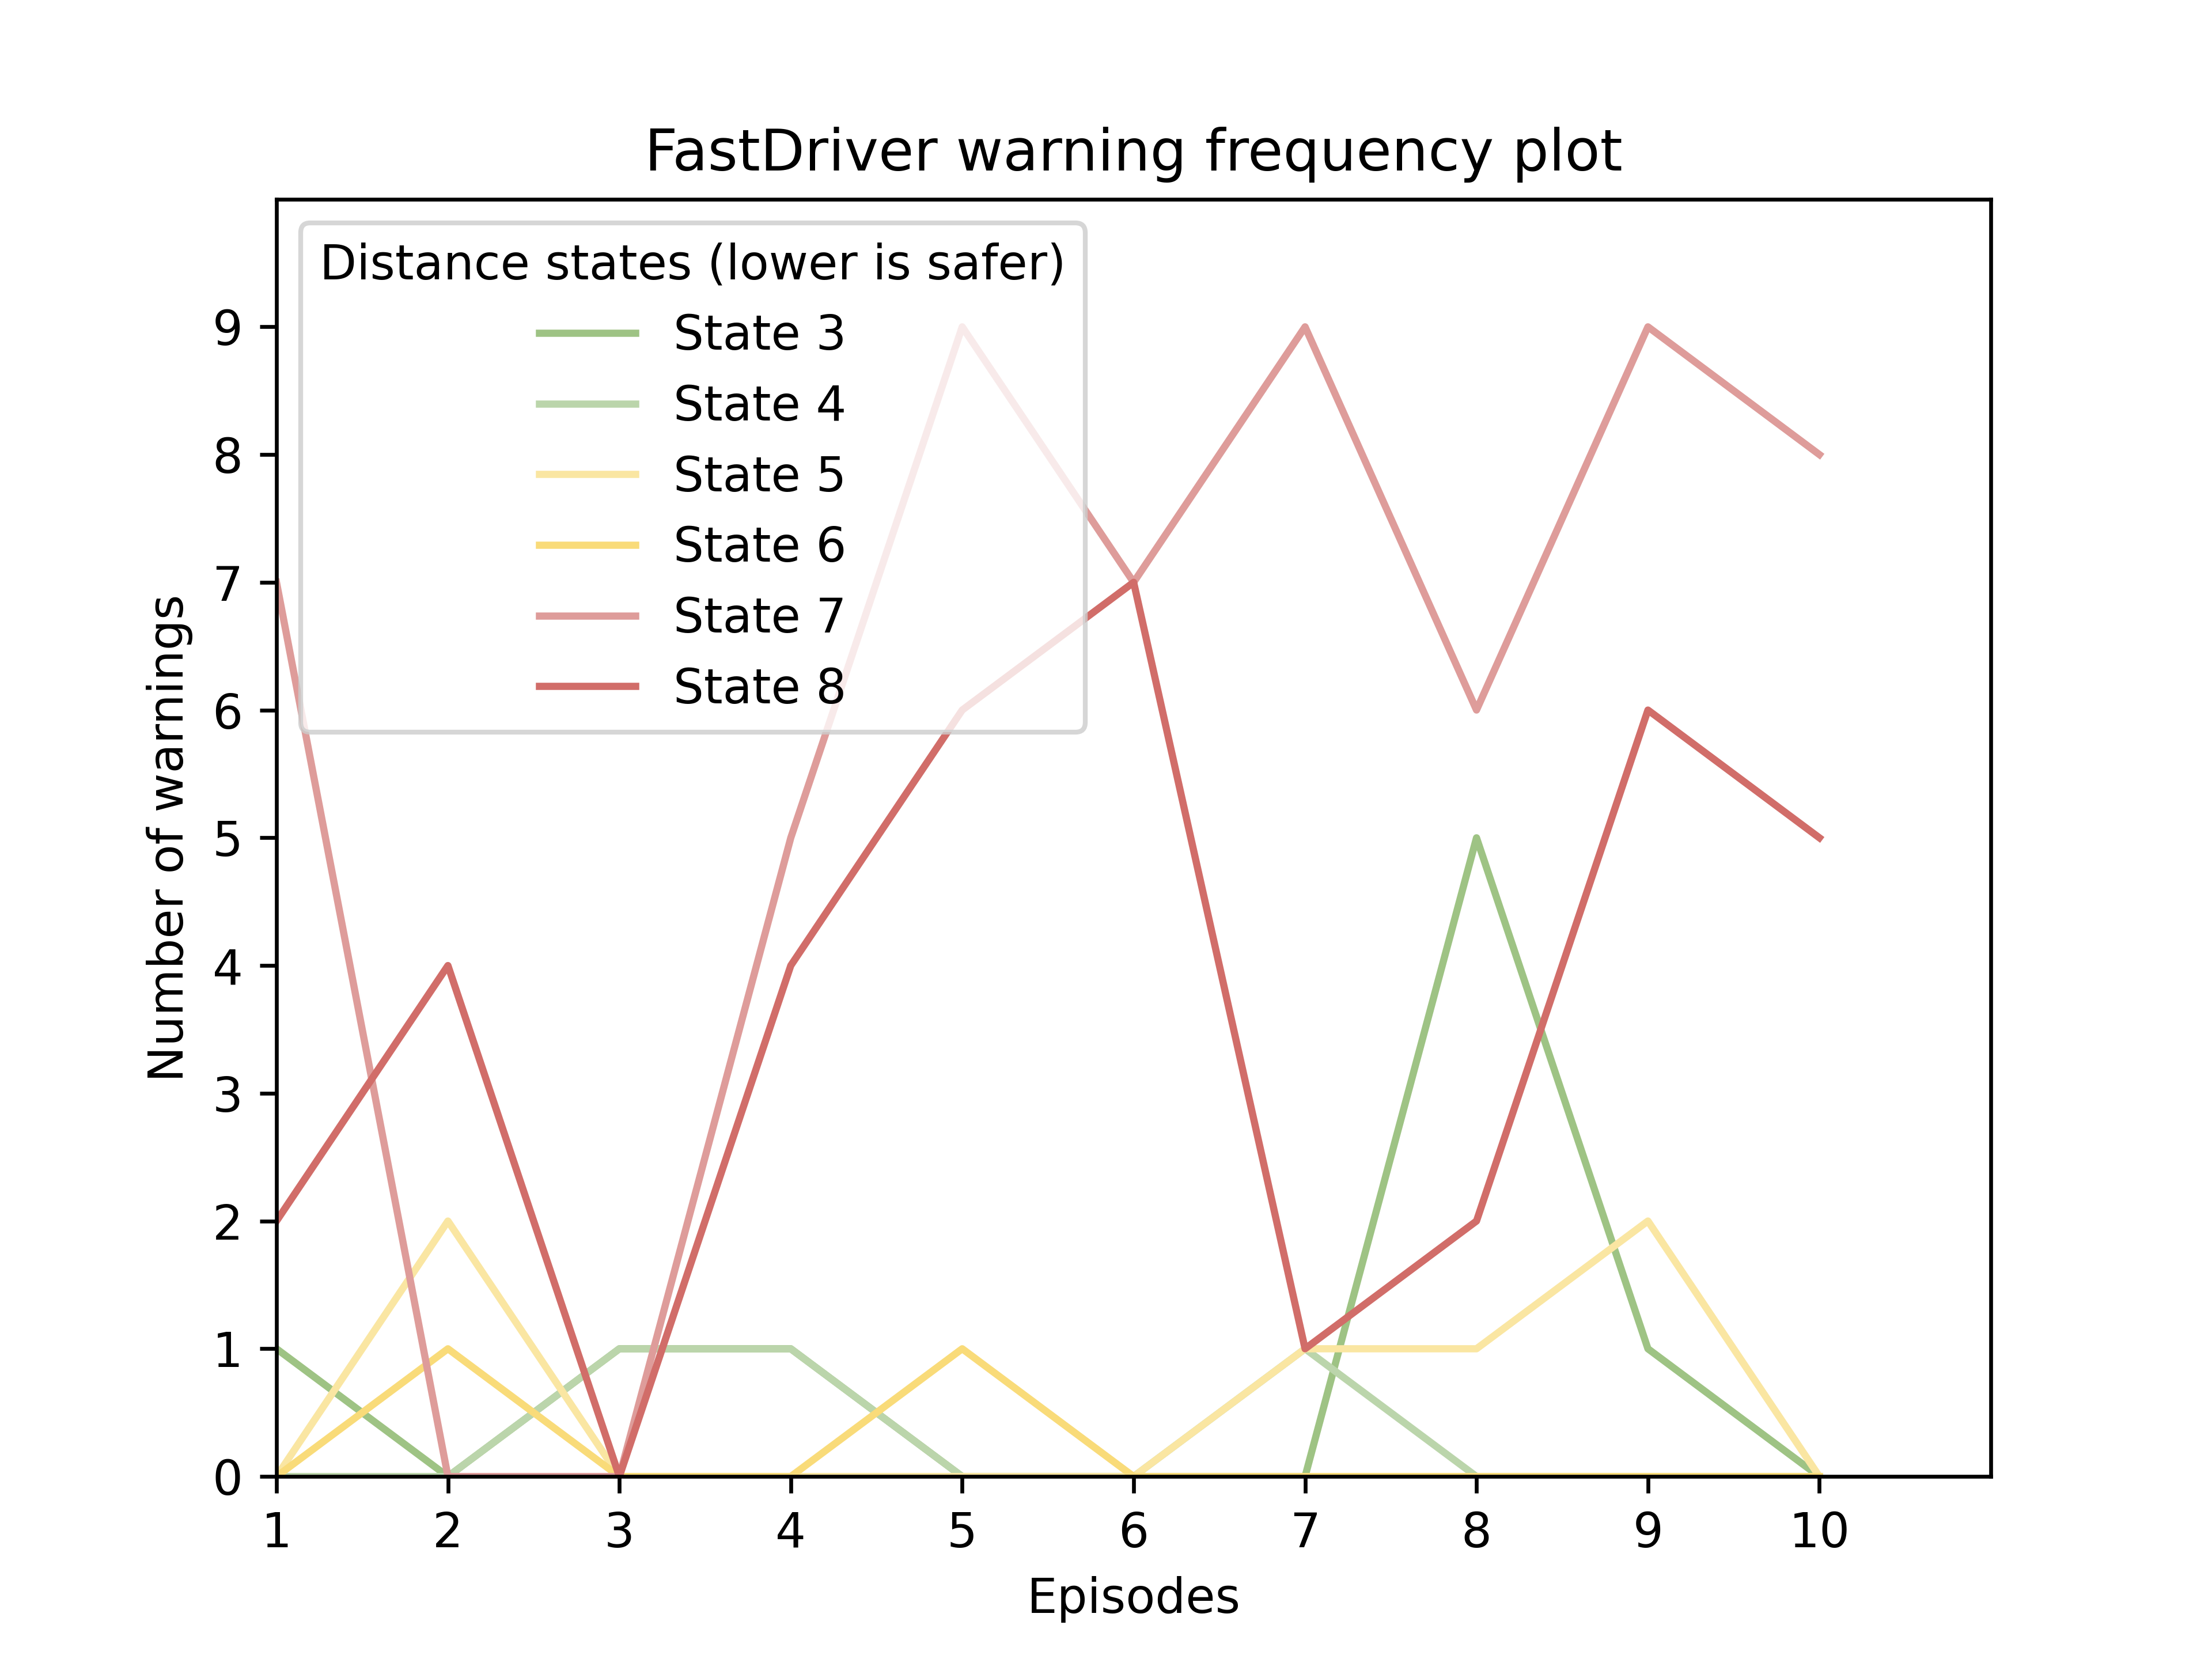 FastDriver warning frequency plot
Distance states (lower is safer)
State 3
State 4
State 5
State 6
State 7
State 8
9
8
7
6
5
4
3
2
1
0
Number of warnings
1 2 3 4 5 6 7 8 9 10
Episodes